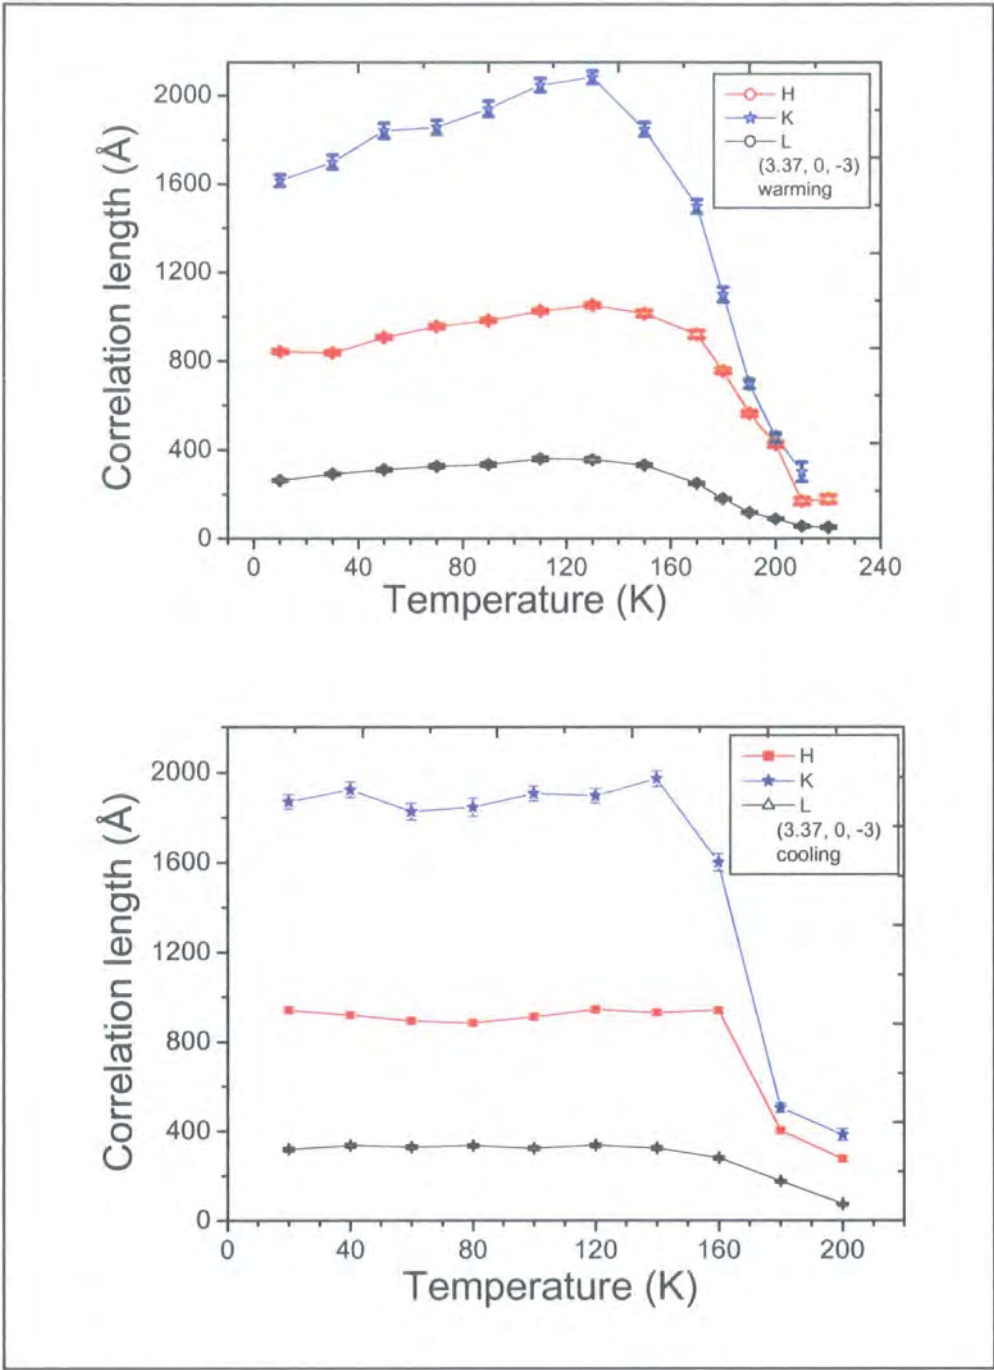 Correlation length (Å)
2000
1600
1200
800
400
0
H
K
L
(3.37, 0, -3)
warming
0 40 80 120 160 200 240
Temperature (K)
Correlation length (Å)
2000
1600
1200
800
400
0
H
K
L
(3.37, 0, -3)
cooling
0 40 80 120 160 200
Temperature (K)